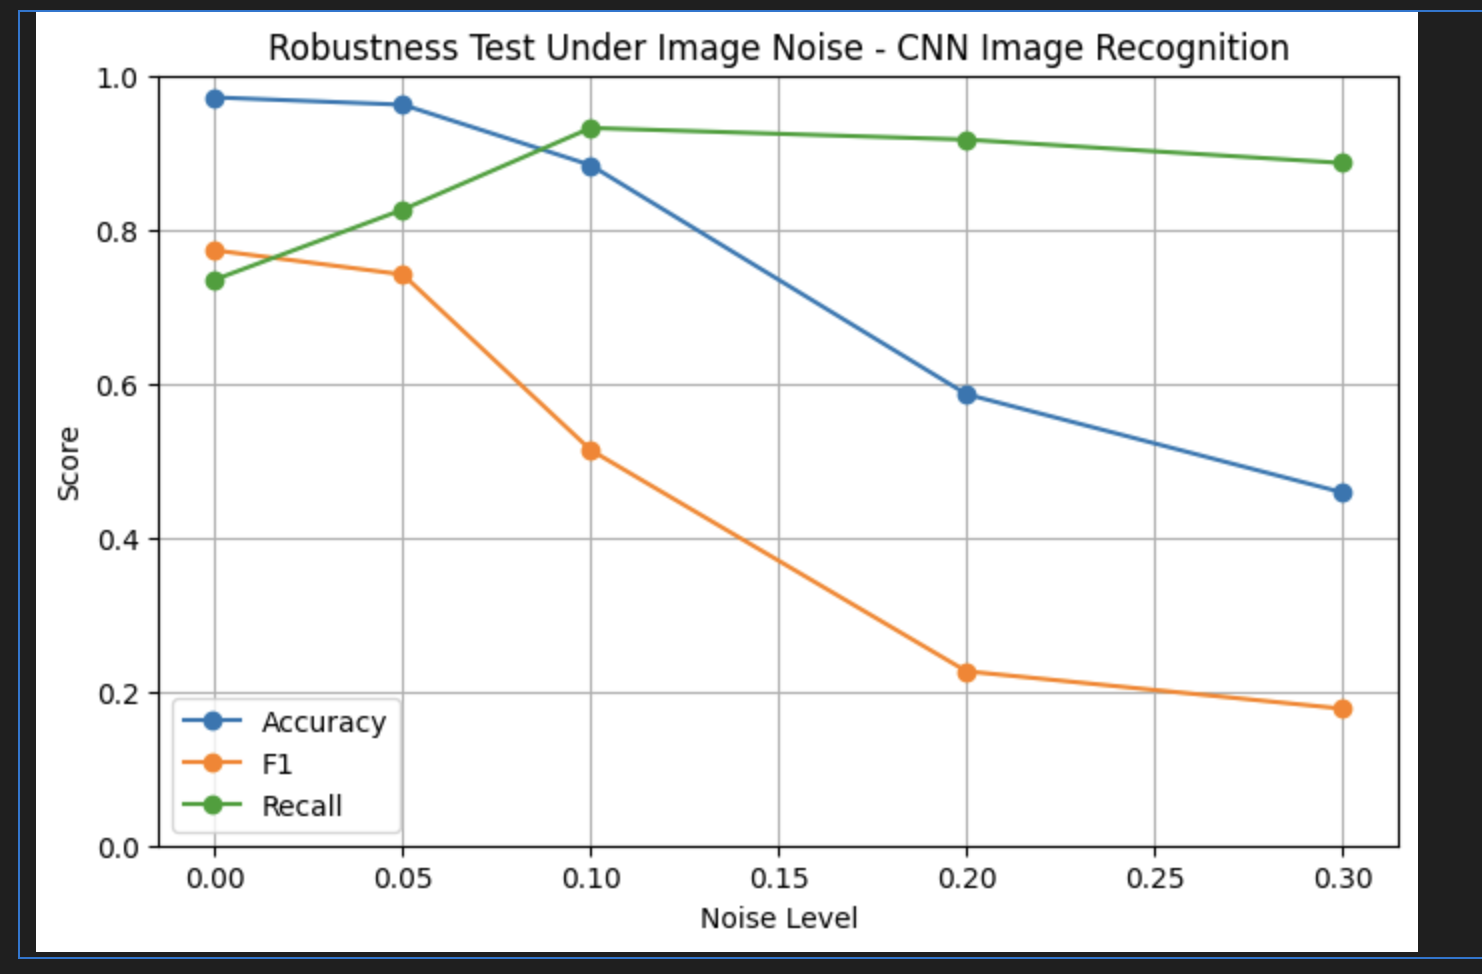 Robustness Test Under Image Noise - CNN Image Recognition
1.0
0.8
0.6
0.4
0.2
0.0
Score
Accuracy
F1
Recall
0.00 0.05 0.10 0.15 0.20 0.25 0.30
Noise Level